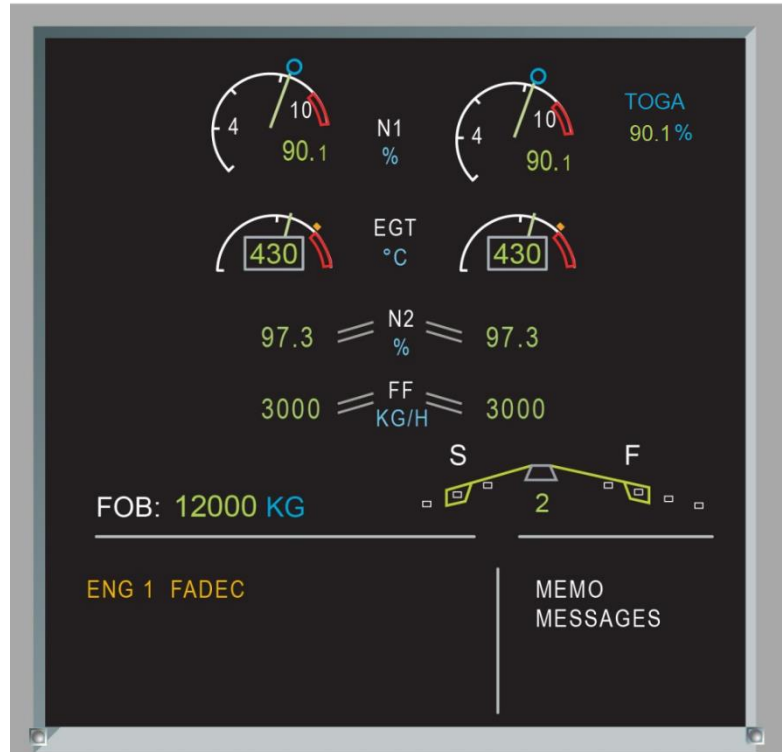 10 10 TOGA
4 N1 4 90.1%
90.1 % 90.1
EGT
430 °C 430
N2
97.3 % 97.3
FF
3000 KG/H 3000
S F
FOB: 12000 KG 2
ENG 1 FADEC MEMO
MESSAGES